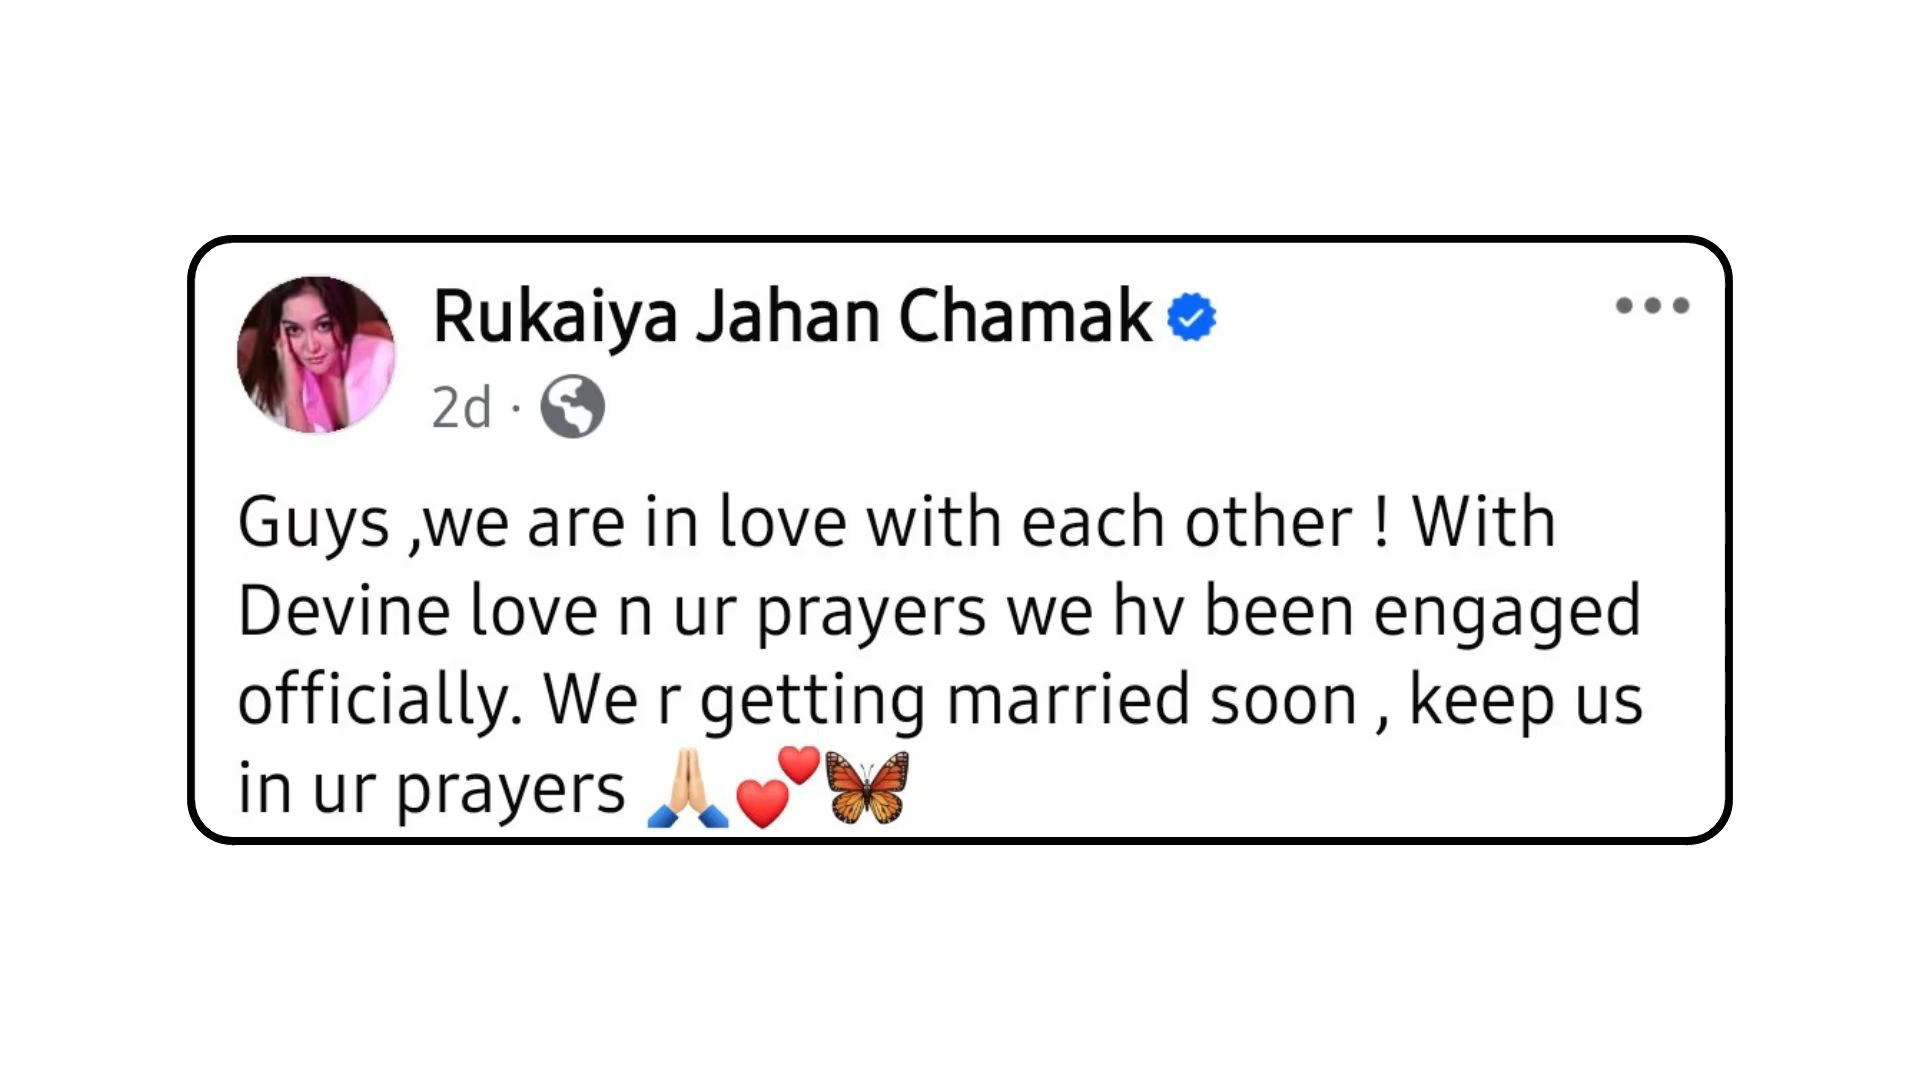 Rukaiya Jahan Chamak
2d ·
Guys ,we are in love with each other ! With
Devine love n ur prayers we hv been engaged
officially. We r getting married soon , keep us
in ur prayers 🙏🏼💕🦋